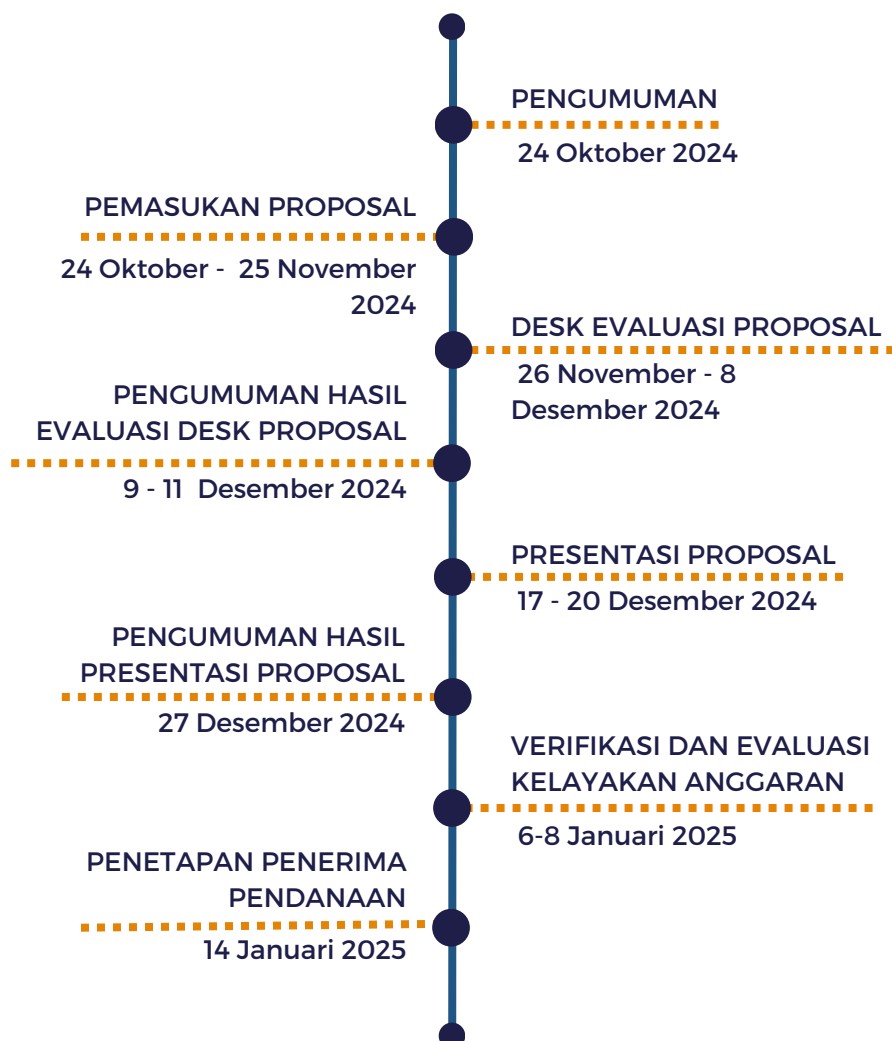 PENGUMUMAN
24 Oktober 2024
PEMASUKAN PROPOSAL
24 Oktober - 25 November
2024
DESK EVALUASI PROPOSAL
26 November - 8
Desember 2024
PENGUMUMAN HASIL
EVALUASI DESK PROPOSAL
9 - 11 Desember 2024
PRESENTASI PROPOSAL
17 - 20 Desember 2024
PENGUMUMAN HASIL
PRESENTASI PROPOSAL
27 Desember 2024
VERIFIKASI DAN EVALUASI
KELAYAKAN ANGGARAN
6-8 Januari 2025
PENETAPAN PENERIMA
PENDANAAN
14 Januari 2025